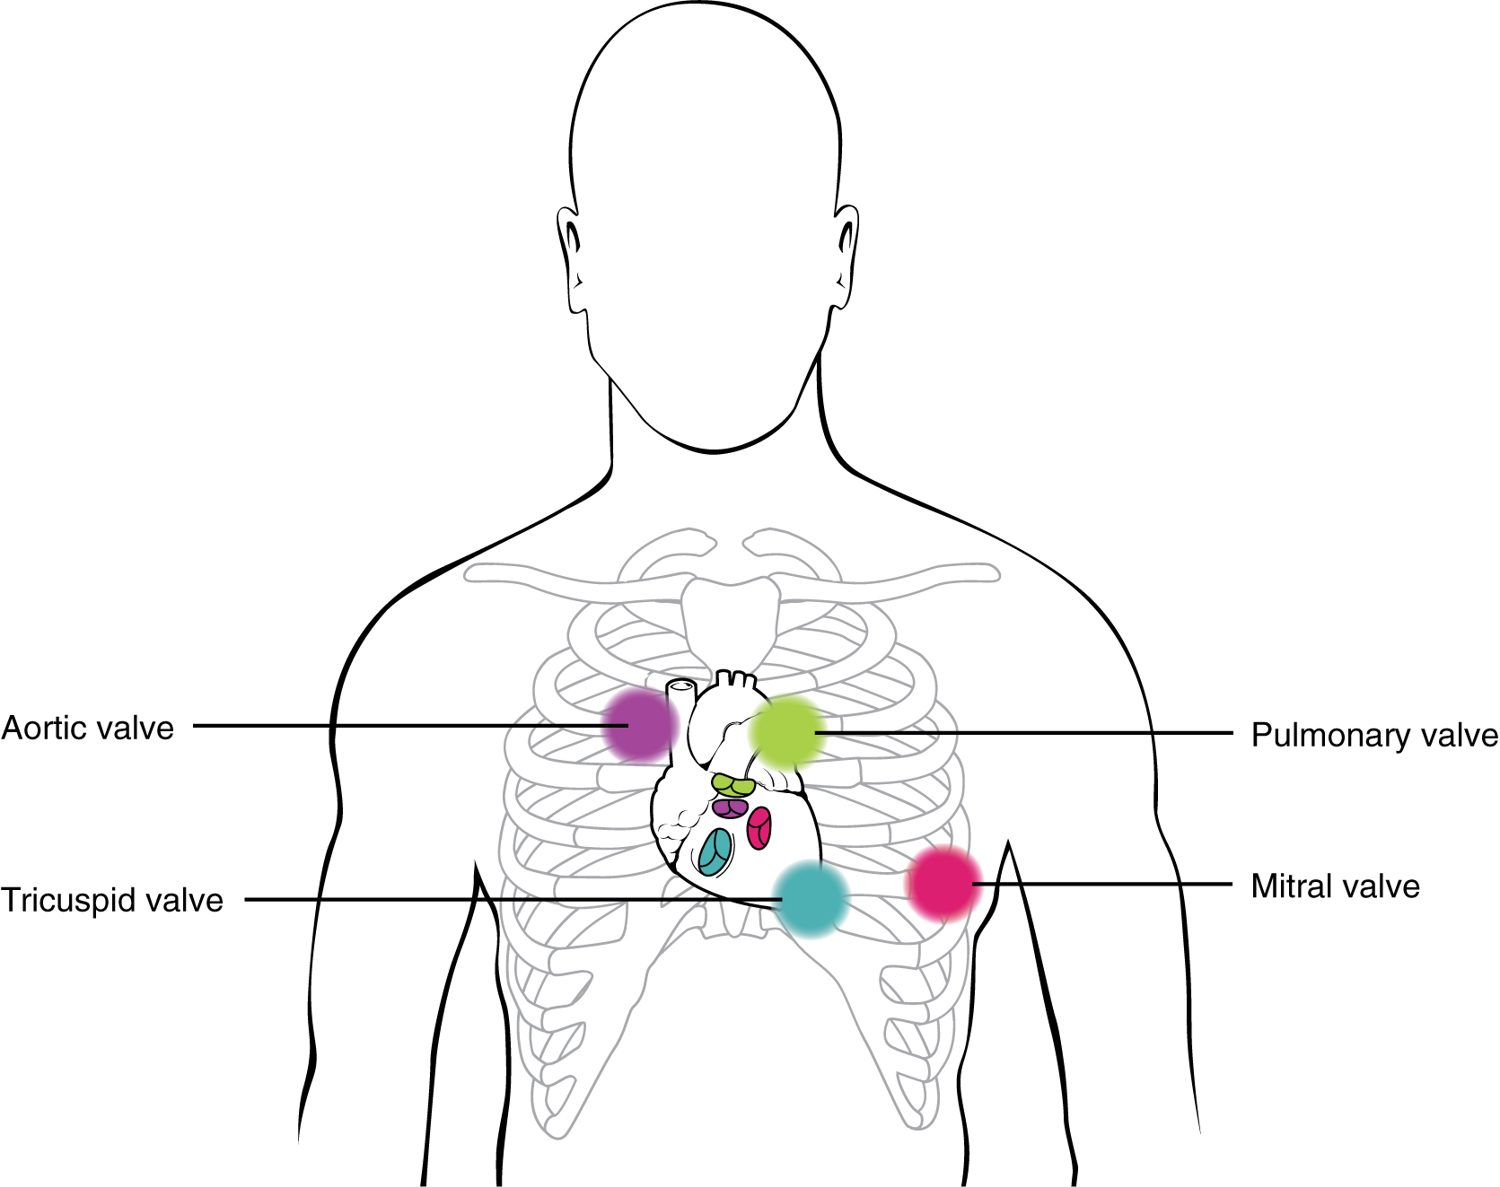 Aortic valve
Pulmonary valve
Tricuspid valve
Mitral valve